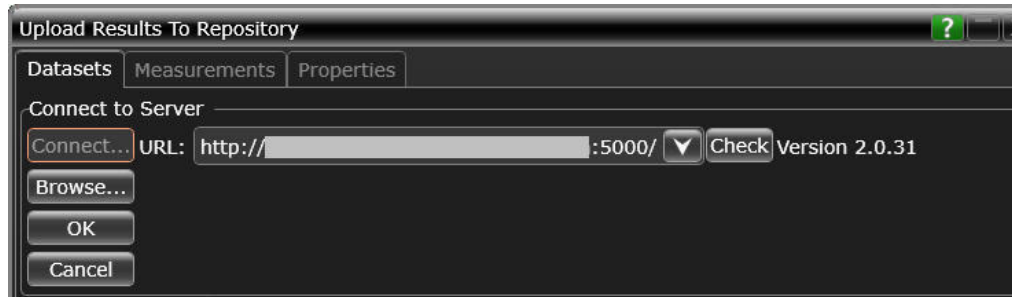 Upload Results To Repository ?
Datasets Measurements Properties
Connect to Server
Connect... URL: http:// :5000/ Check Version 2.0.31
Browse...
OK
Cancel